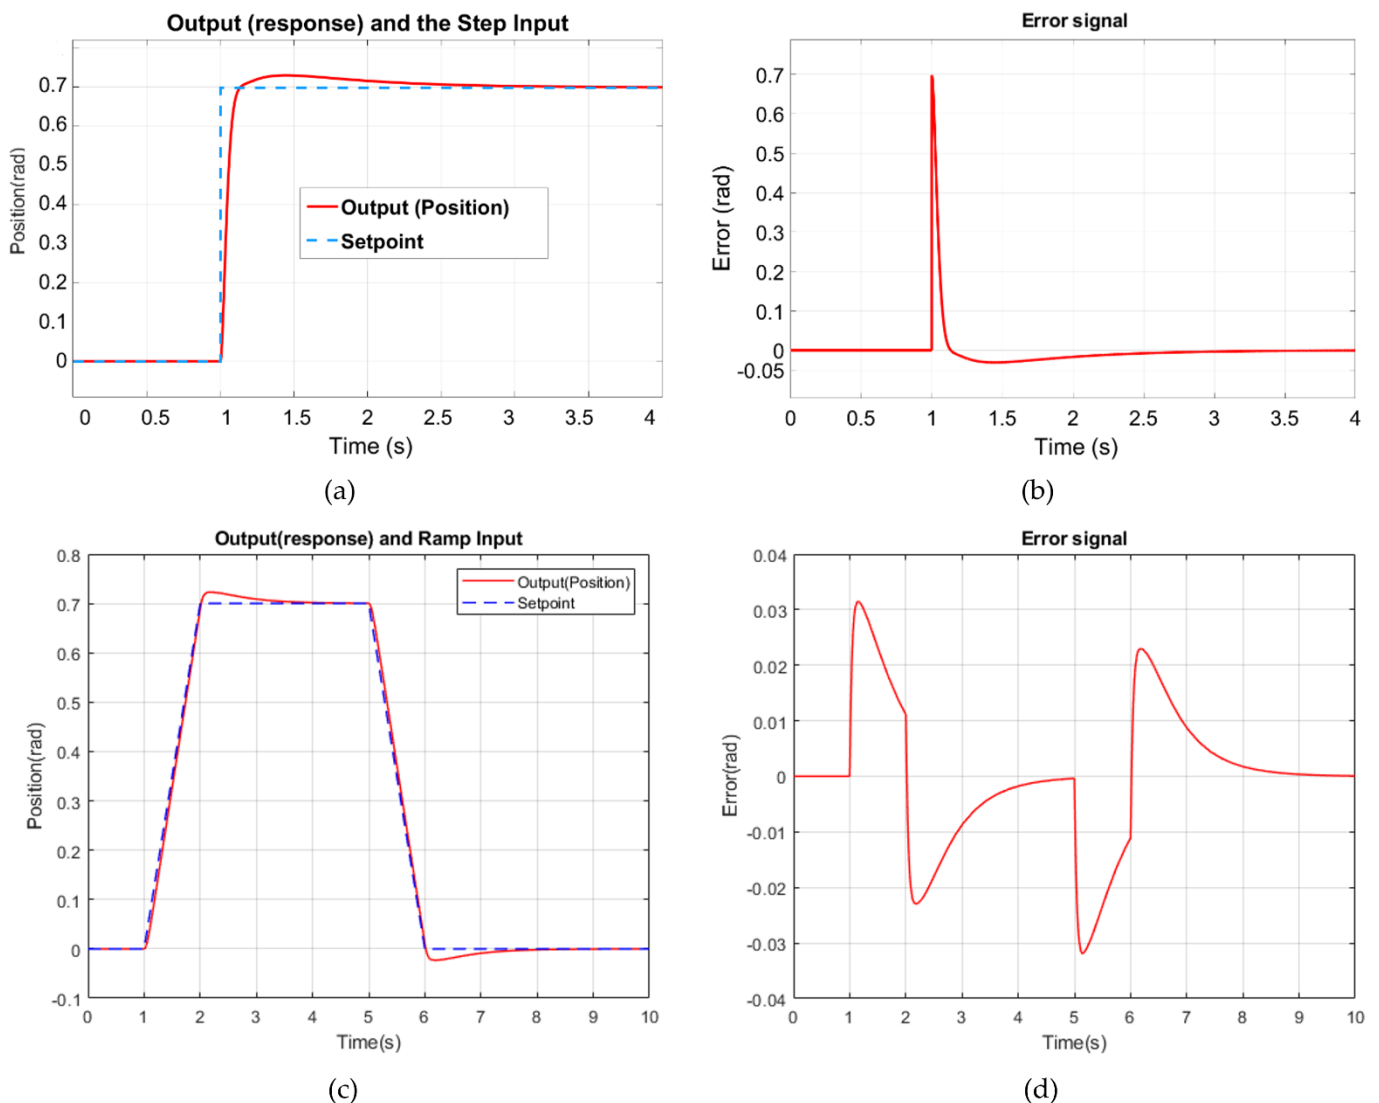 Output (response) and the Step Input
0.7
0.6
0.5
0.4
0.3
0.2
0.1
0
Position(rad)
Output (Position)
Setpoint
0 0.5 1 1.5 2 2.5 3 3.5 4
Time (s)
(a)
Error signal
0.7
0.6
0.5
0.4
0.3
0.2
0.1
0
-0.05
Error (rad)
0 0.5 1 1.5 2 2.5 3 3.5 4
Time (s)
(b)
Output(response) and Ramp Input
0.8
0.7
0.6
0.5
0.4
0.3
0.2
0.1
0
-0.1
Position(rad)
Output(Position)
Setpoint
0 1 2 3 4 5 6 7 8 9 10
Time(s)
(c)
Error signal
0.04
0.03
0.02
0.01
0
-0.01
-0.02
-0.03
-0.04
Error(rad)
0 1 2 3 4 5 6 7 8 9 10
Time(s)
(d)